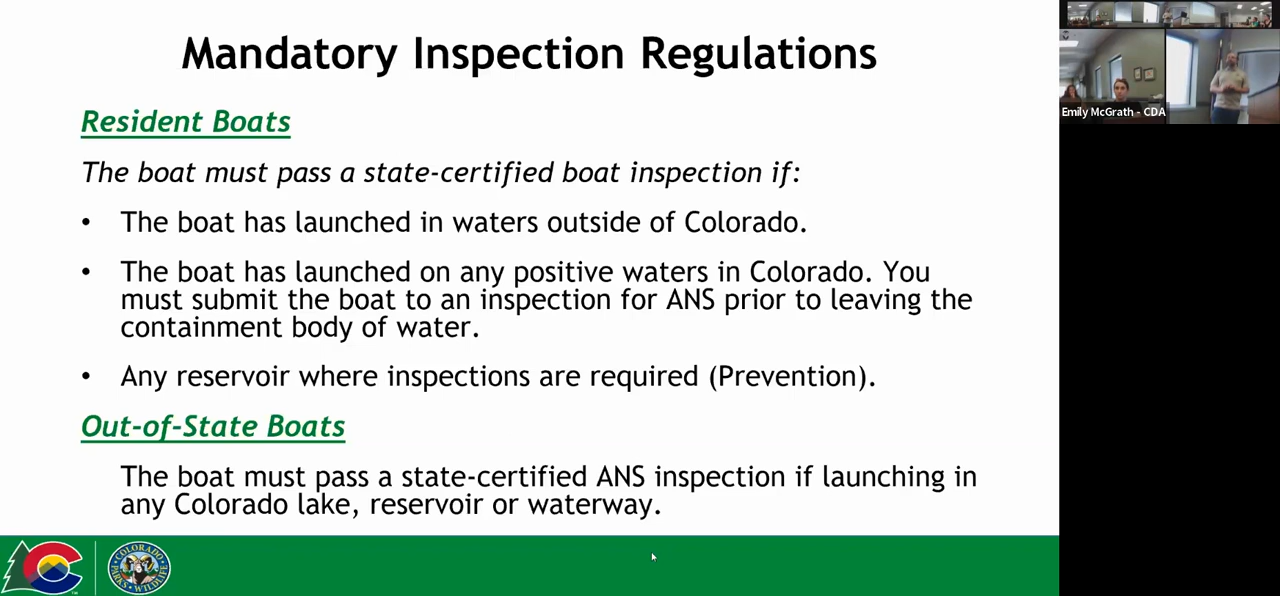 Mandatory Inspection Regulations
Resident Boats
The boat must pass a state-certified boat inspection if:
• The boat has launched in waters outside of Colorado.
• The boat has launched on any positive waters in Colorado. You
must submit the boat to an inspection for ANS prior to leaving the
containment body of water.
• Any reservoir where inspections are required (Prevention).
Out-of-State Boats
The boat must pass a state-certified ANS inspection if launching in
any Colorado lake, reservoir or waterway.
COLORADO
PARKS WILDLIFE
Emily McGrath - CDA